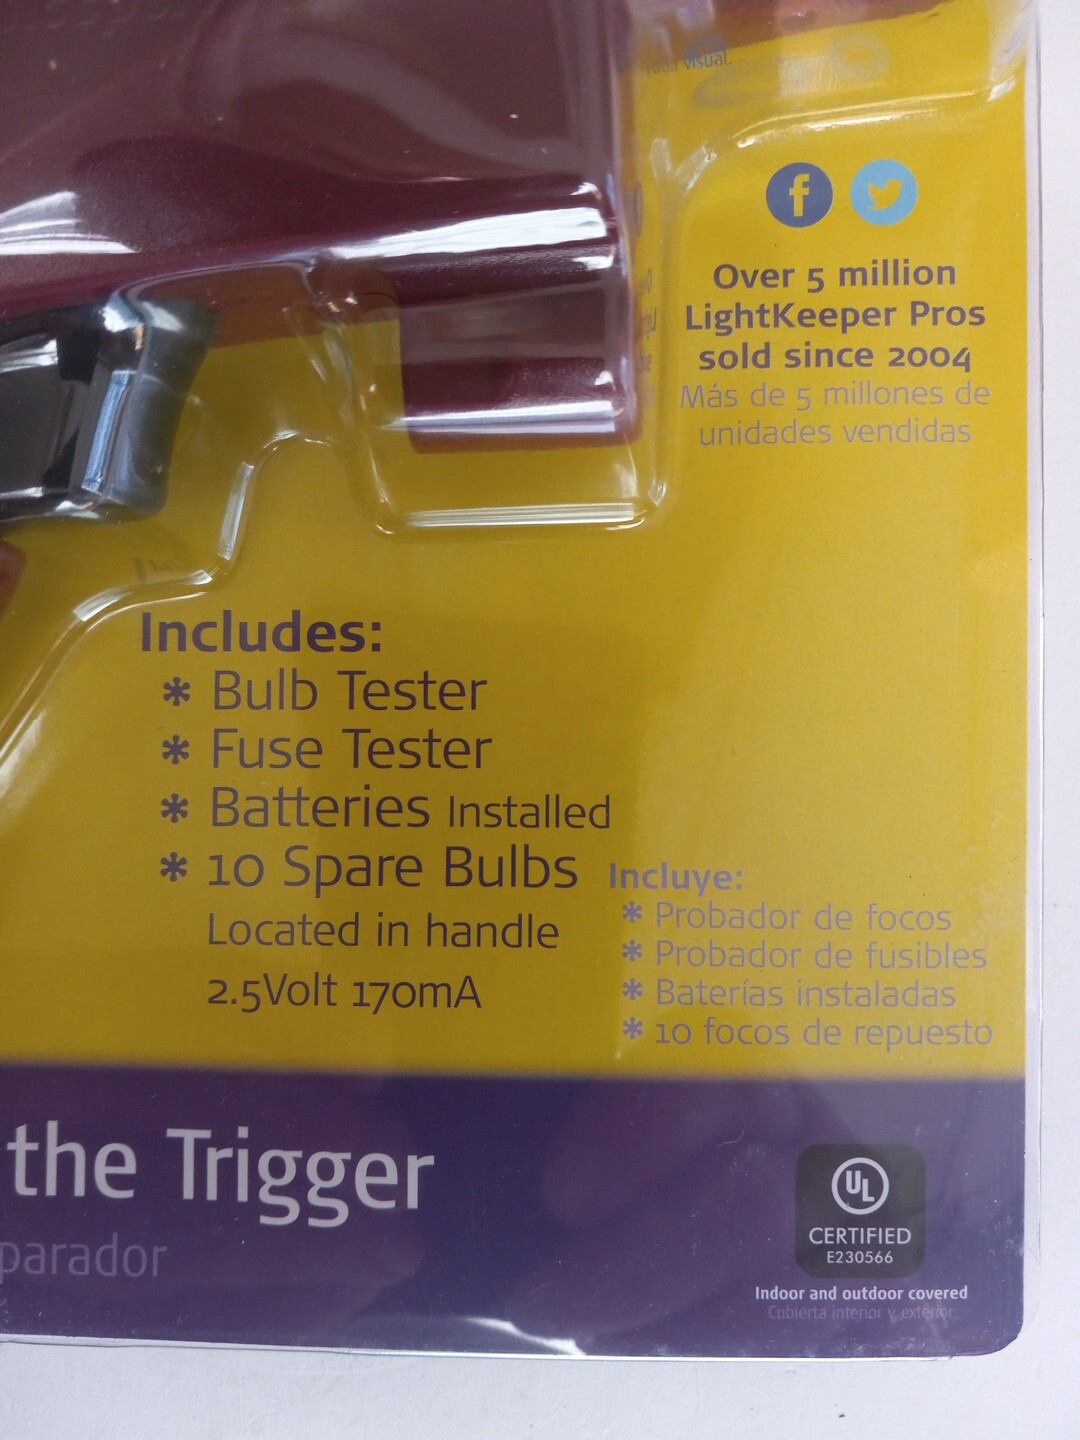 visual.
f
Over 5 million
LightKeeper Pros
sold since 2004
Más de 5 millones de
unidades vendidas
Includes:
* Bulb Tester
* Fuse Tester
* Batteries Installed
* 10 Spare Bulbs
Located in handle
2.5Volt 170mA
Incluye:
* Probador de focos
* Probador de fusibles
* Baterías instaladas
* 10 focos de repuesto
the Trigger
parador
UL
CERTIFIED
E230566
Indoor and outdoor covered
Cubierta interior y exterior